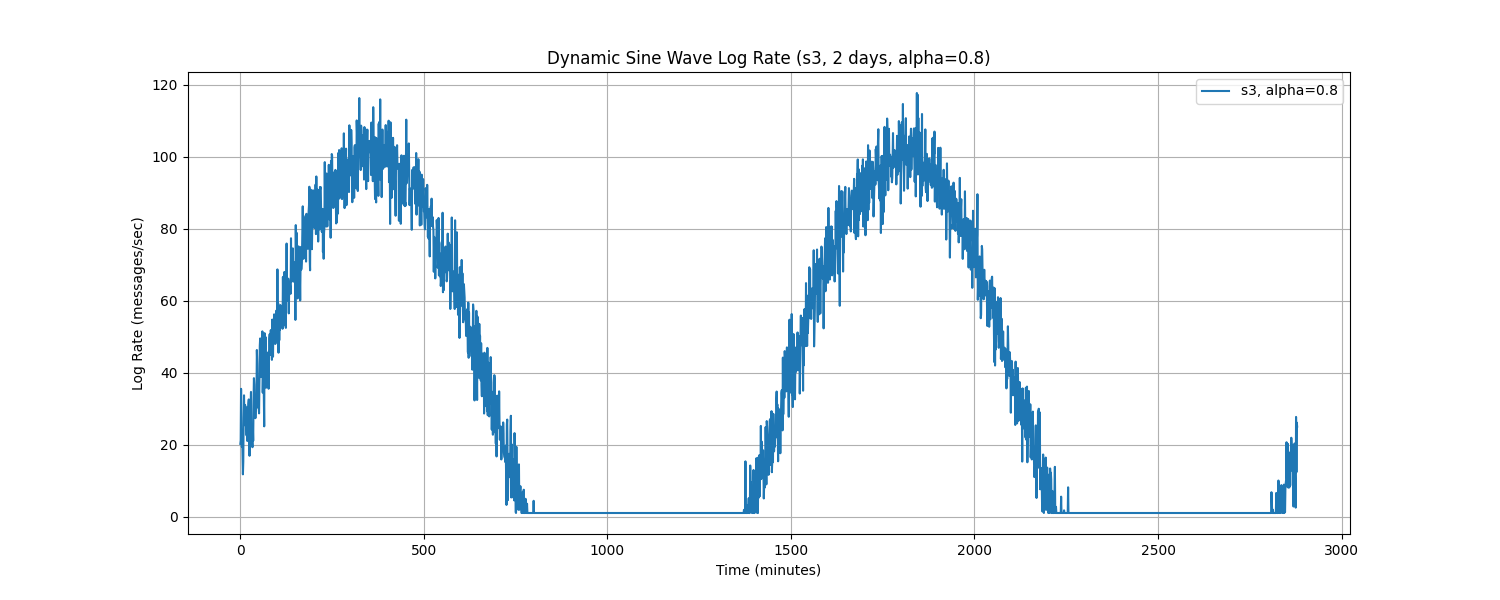 Dynamic Sine Wave Log Rate (s3, 2 days, alpha=0.8)
s3, alpha=0.8
Log Rate (messages/sec)
120
100
80
60
40
20
0
0 500 1000 1500 2000 2500 3000
Time (minutes)